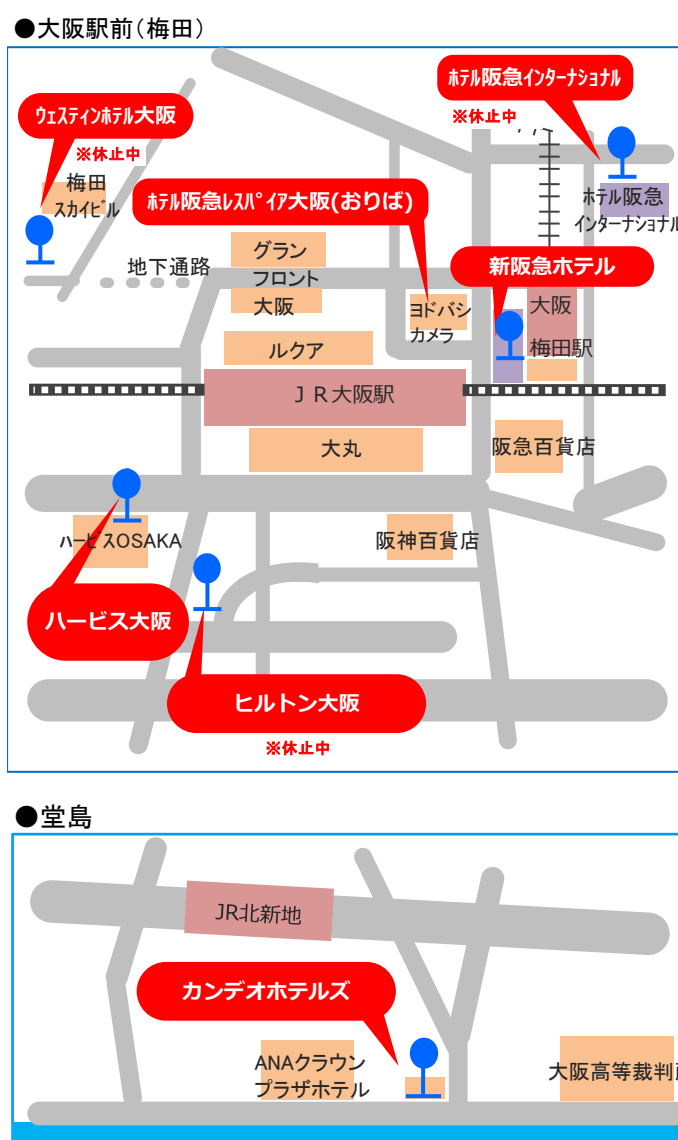 ●大阪駅前(梅田)
ホテル阪急インターナショナル
※休止中
ウェスティンホテル大阪
※休止中
梅田
スカイビル
ホテル阪急レスパイア大阪(おりば)
ホテル阪急
インターナショナル
グラン
フロント
大阪
地下通路
新阪急ホテル
ヨドバシ
カメラ
大阪
梅田駅
ルクア
JR大阪駅
大丸
阪急百貨店
ハービスOSAKA
阪神百貨店
ハービス大阪
ヒルトン大阪
※休止中
●堂島
JR北新地
カンデオホテルズ
ANAクラウン
プラザホテル
大阪高等裁判